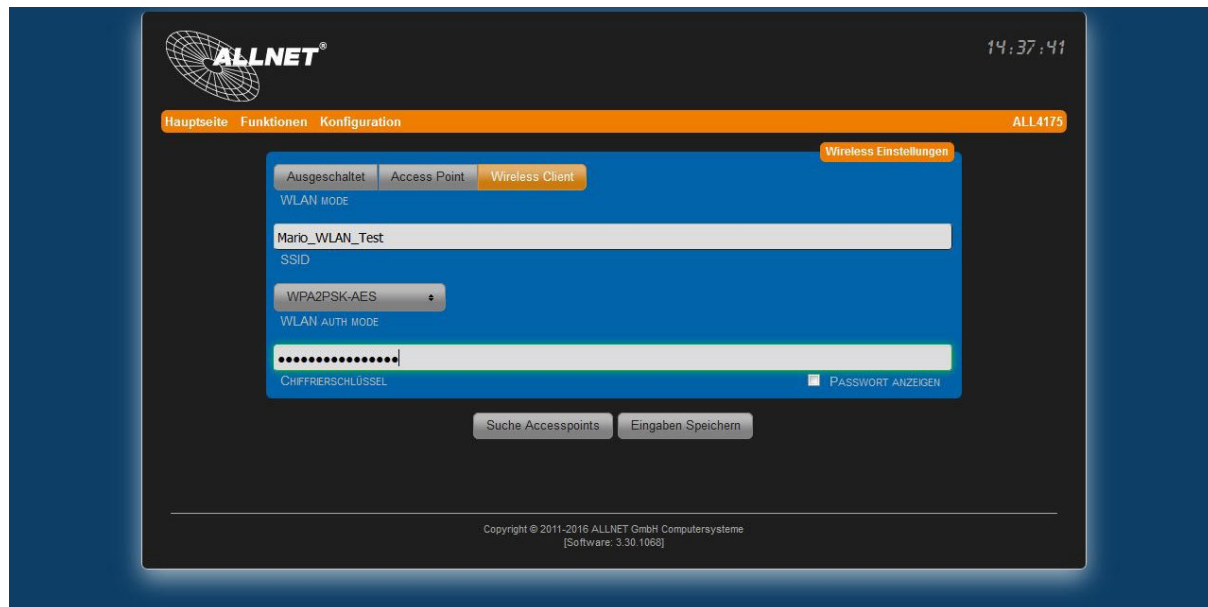 ALLNET®
14:37:41
Hauptseite Funktionen Konfiguration ALL4175
Wireless Einstellungen
Ausgeschaltet Access Point Wireless Client
WLAN MODE
Mario_WLAN_Test
SSID
WPA2PSK-AES
WLAN AUTH MODE
••••••••••••••••
CHIFFRIERSCHLÜSSEL PASSWORT ANZEIGEN
Suche Accesspoints Eingaben Speichern
Copyright © 2011-2016 ALLNET GmbH Computersysteme
[Software: 3.30.1068]